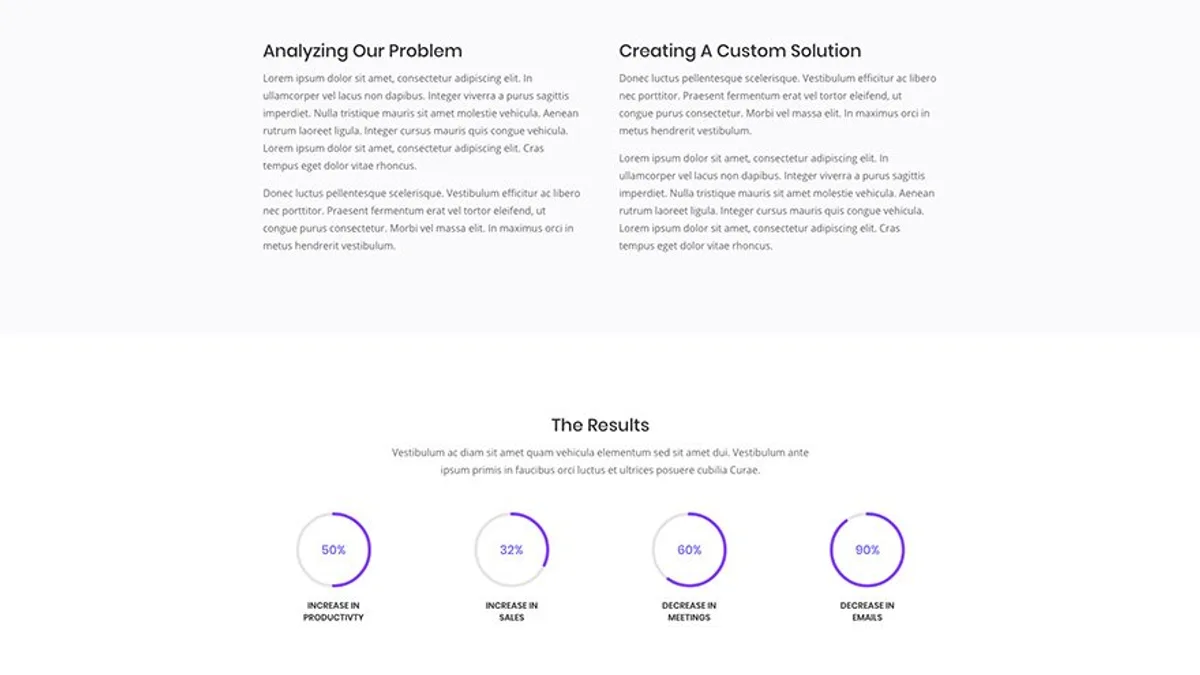 Analyzing Our Problem
Lorem ipsum dolor sit amet, consectetur adipiscing elit. In
ullamcorper vel lacus non dapibus. Integer viverra a purus sagittis
imperdiet. Nulla tristique mauris sit amet molestie vehicula. Aenean
rutrum laoreet ligula. Integer cursus mauris quis congue vehicula.
Lorem ipsum dolor sit amet, consectetur adipiscing elit. Cras
tempus eget dolor vitae rhoncus.
Donec luctus pellentesque scelerisque. Vestibulum efficitur ac libero
nec porttitor. Praesent fermentum erat vel tortor eleifend, ut
congue purus consectetur. Morbi vel massa elit. In maximus orci in
metus hendrerit vestibulum.
Creating A Custom Solution
Donec luctus pellentesque scelerisque. Vestibulum efficitur ac libero
nec porttitor. Praesent fermentum erat vel tortor eleifend, ut
congue purus consectetur. Morbi vel massa elit. In maximus orci in
metus hendrerit vestibulum.
Lorem ipsum dolor sit amet, consectetur adipiscing elit. In
ullamcorper vel lacus non dapibus. Integer viverra a purus sagittis
imperdiet. Nulla tristique mauris sit amet molestie vehicula. Aenean
rutrum laoreet ligula. Integer cursus mauris quis congue vehicula.
Lorem ipsum dolor sit amet, consectetur adipiscing elit. Cras
tempus eget dolor vitae rhoncus.
The Results
Vestibulum ac diam sit amet quam vehicula elementum sed sit amet dui. Vestibulum ante
ipsum primis in faucibus orci luctus et ultrices posuere cubilia Curae.
50%
INCREASE IN
PRODUCTIVTY
32%
INCREASE IN
SALES
60%
DECREASE IN
MEETINGS
90%
DECREASE IN
EMAILS